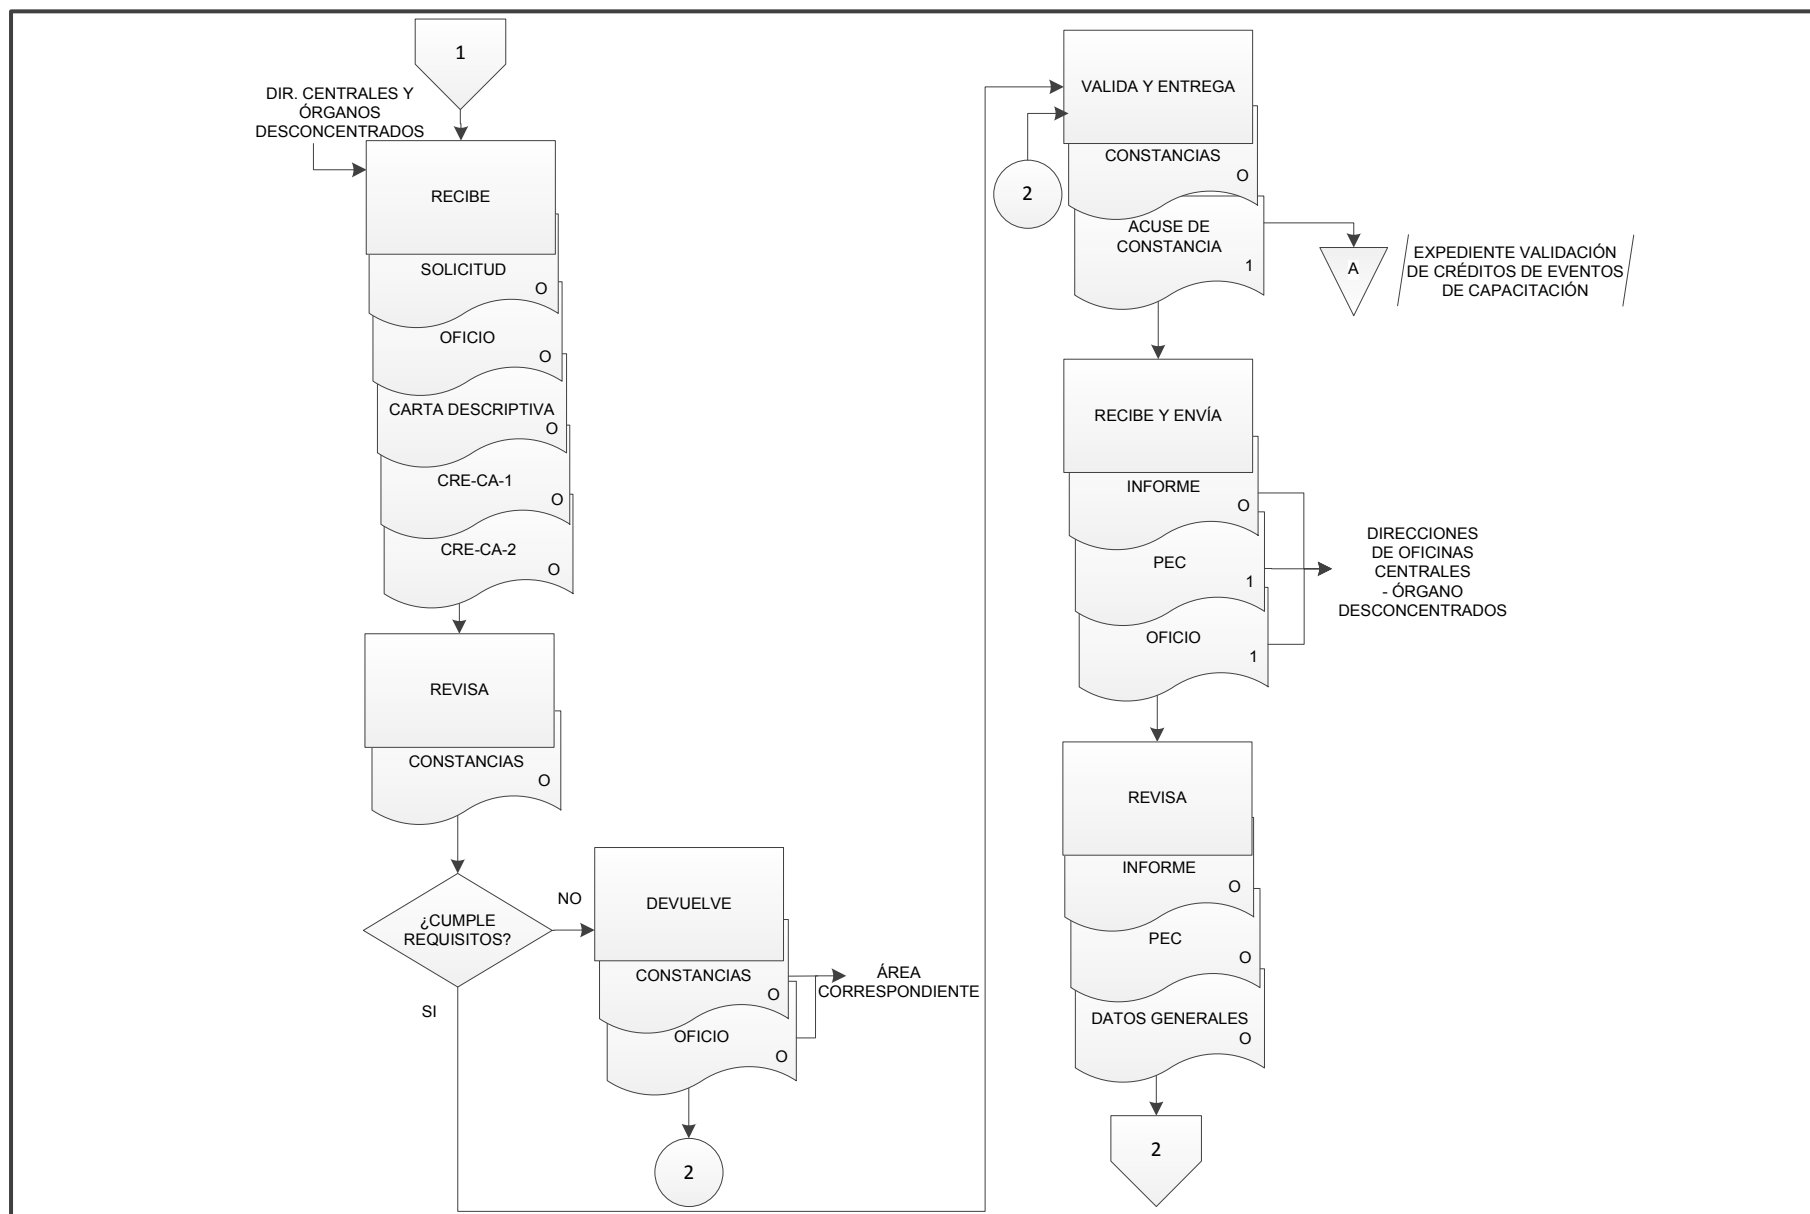 1
DIR. CENTRALES Y
ÓRGANOS
DESCONCENTRADOS
RECIBE
SOLICITUD
O
OFICIO
O
CARTA DESCRIPTIVA
O
CRE-CA-1
O
CRE-CA-2
O
REVISA
CONSTANCIAS
O
¿CUMPLE
REQUISITOS?
NO
SI
DEVUELVE
CONSTANCIAS
O
OFICIO
O
ÁREA
CORRESPONDIENTE
2
VALIDA Y ENTREGA
CONSTANCIAS
O
2
ACUSE DE
CONSTANCIA
1
A
EXPEDIENTE VALIDACIÓN
DE CRÉDITOS DE EVENTOS
DE CAPACITACIÓN
RECIBE Y ENVÍA
INFORME
O
PEC
1
OFICIO
1
DIRECCIONES
DE OFICINAS
CENTRALES
- ÓRGANO
DESCONCENTRADOS
REVISA
INFORME
O
PEC
O
DATOS GENERALES
O
2